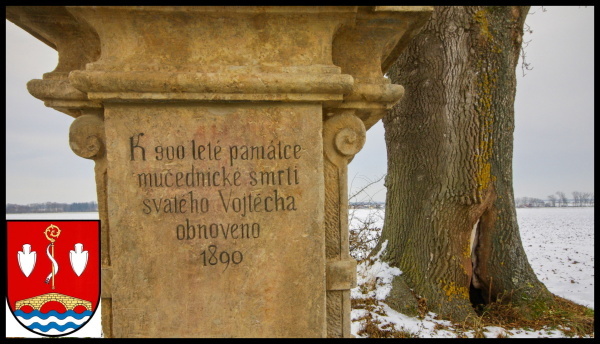 K 900 leté památce
mučednické smrti
svatého Vojtěcha
obnoveno
1890